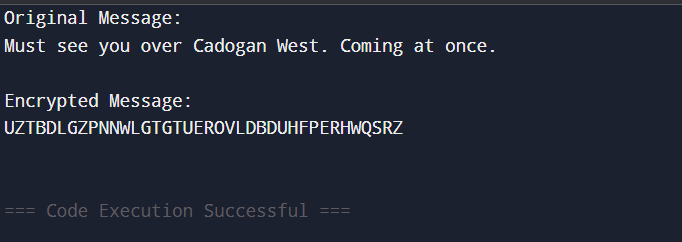 Original Message:
Must see you over Cadogan West. Coming at once.
Encrypted Message:
UZTBDLGZPNNWLGTGTUEROVLDBDUHFPERHWQSRZ
=== Code Execution Successful ===